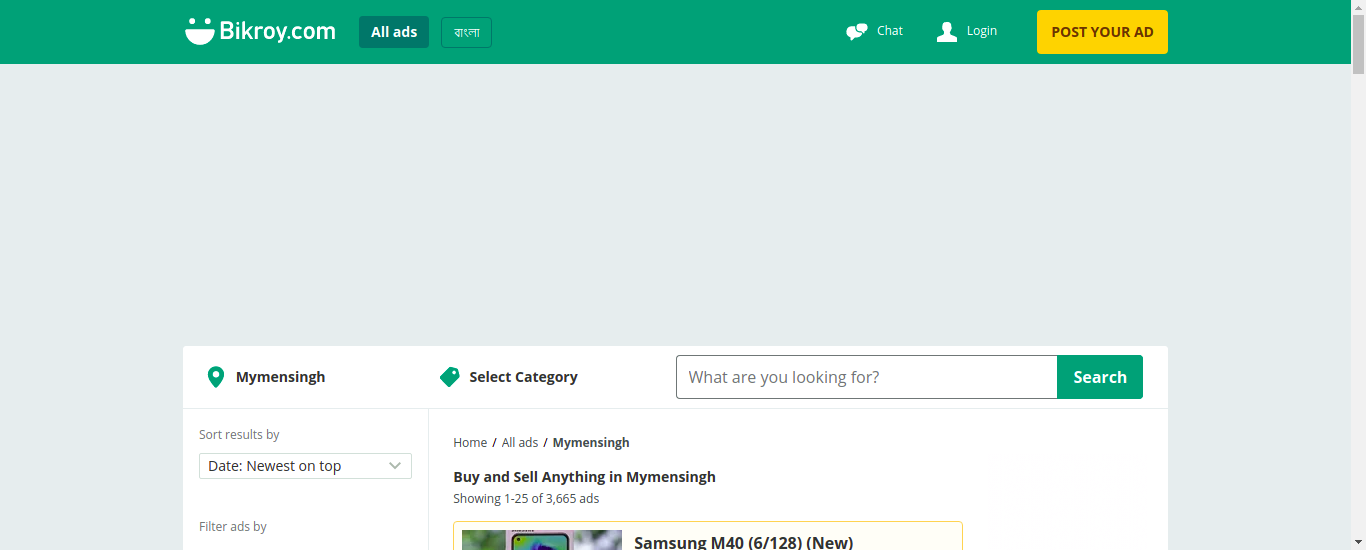 Bikroy.com
All ads
বাংলা
Chat
Login
POST YOUR AD
Mymensingh
Select Category
What are you looking for?
Search
Sort results by
Date: Newest on top
Filter ads by
Home / All ads / Mymensingh
Buy and Sell Anything in Mymensingh
Showing 1-25 of 3,665 ads
Samsung M40 (6/128) (New)